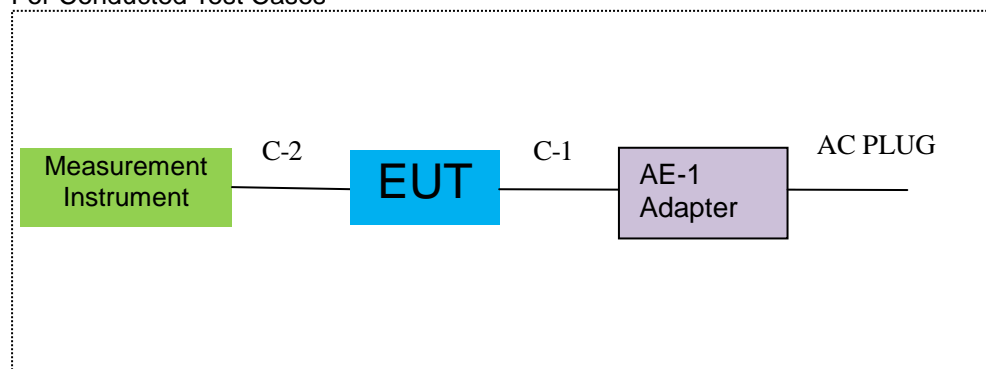 For Conducted Test Cases
Measurement
Instrument
C-2
EUT
C-1
AE-1
Adapter
AC PLUG